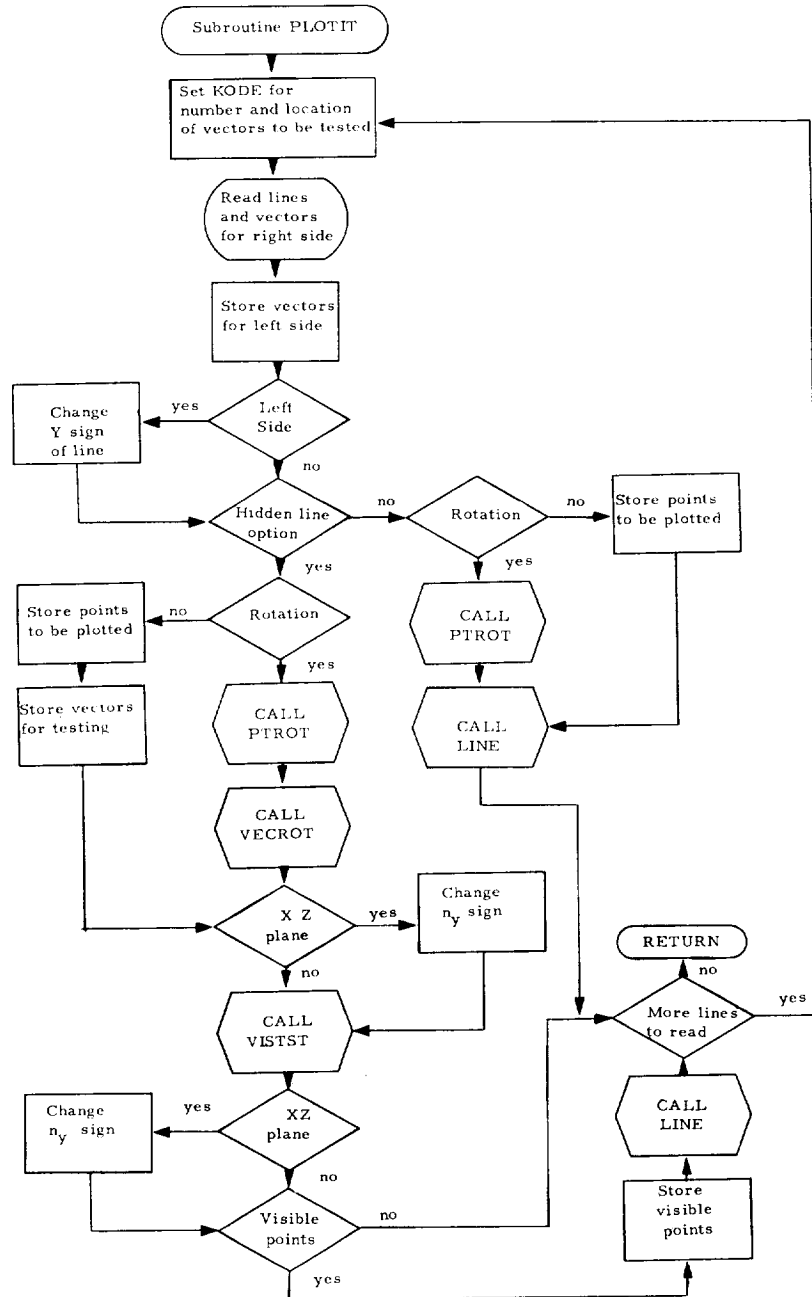 Subroutine PLOTIT
Set KODE for
number and location
of vectors to be tested
Read lines
and vectors
for right side
Store vectors
for left side
yes
Left
Side
Change
Y sign
of line
no
Hidden line
option
no
Rotation
no
Store points
to be plotted
yes
yes
Store points
to be plotted
no
Rotation
CALL
PTROT
yes
Store vectors
for testing
CALL
PTROT
CALL
LINE
CALL
VECROT
X Z
plane
yes
Change
ny sign
RETURN
no
no
More lines
to read
yes
CALL
VISTST
Change
ny sign
yes
XZ
plane
CALL
LINE
no
Visible
points
no
Store
visible
points
yes